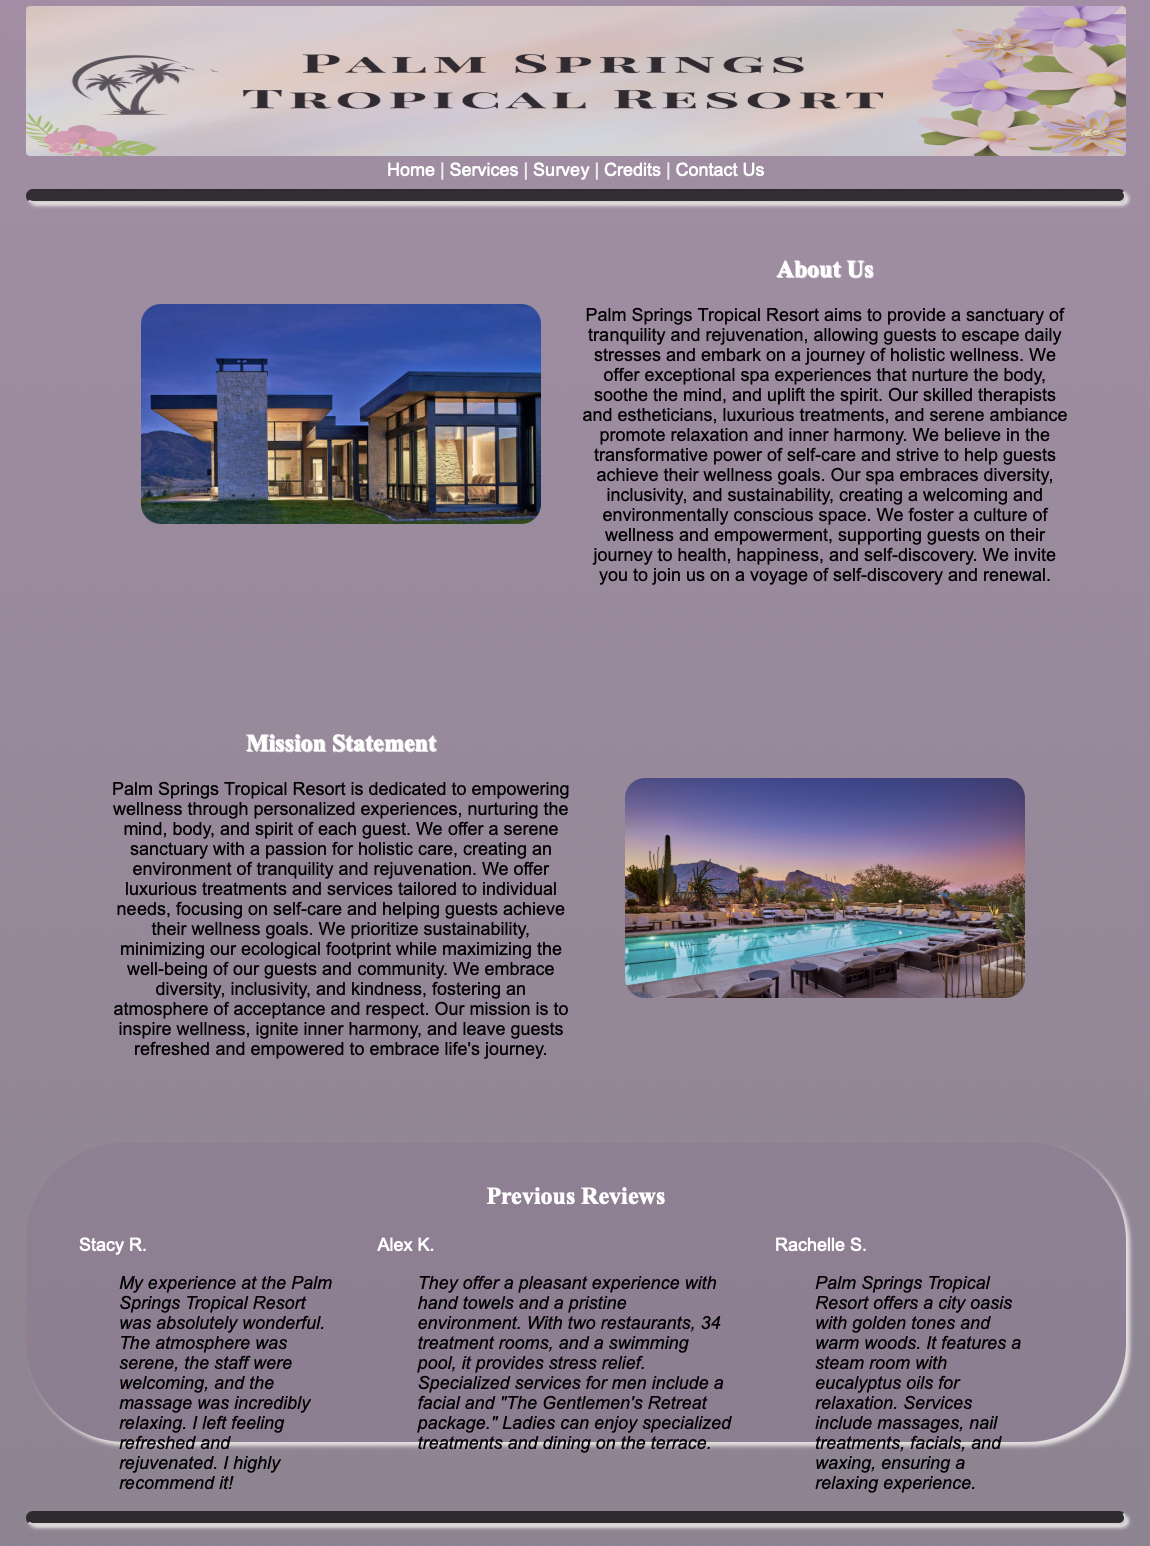 Palm Springs
Tropical Resort
Home | Services | Survey | Credits | Contact Us
About Us
Palm Springs Tropical Resort aims to provide a sanctuary of
tranquility and rejuvenation, allowing guests to escape daily
stresses and embark on a journey of holistic wellness. We
offer exceptional spa experiences that nurture the body,
soothe the mind, and uplift the spirit. Our skilled therapists
and estheticians, luxurious treatments, and serene ambiance
promote relaxation and inner harmony. We believe in the
transformative power of self-care and strive to help guests
achieve their wellness goals. Our spa embraces diversity,
inclusivity, and sustainability, creating a welcoming and
environmentally conscious space. We foster a culture of
wellness and empowerment, supporting guests on their
journey to health, happiness, and self-discovery. We invite
you to join us on a voyage of self-discovery and renewal.
Mission Statement
Palm Springs Tropical Resort is dedicated to empowering
wellness through personalized experiences, nurturing the
mind, body, and spirit of each guest. We offer a serene
sanctuary with a passion for holistic care, creating an
environment of tranquility and rejuvenation. We offer
luxurious treatments and services tailored to individual
needs, focusing on self-care and helping guests achieve
their wellness goals. We prioritize sustainability,
minimizing our ecological footprint while maximizing the
well-being of our guests and community. We embrace
diversity, inclusivity, and kindness, fostering an
atmosphere of acceptance and respect. Our mission is to
inspire wellness, ignite inner harmony, and leave guests
refreshed and empowered to embrace life's journey.
Previous Reviews
Stacy R.
My experience at the Palm
Springs Tropical Resort
was absolutely wonderful.
The atmosphere was
serene, the staff were
welcoming, and the
massage was incredibly
relaxing. I left feeling
refreshed and
rejuvenated. I highly
recommend it!
Alex K.
They offer a pleasant experience with
hand towels and a pristine
environment. With two restaurants, 34
treatment rooms, and a swimming
pool, it provides stress relief.
Specialized services for men include a
facial and "The Gentlemen's Retreat
package." Ladies can enjoy specialized
treatments and dining on the terrace.
Rachelle S.
Palm Springs Tropical
Resort offers a city oasis
with golden tones and
warm woods. It features a
steam room with
eucalyptus oils for
relaxation. Services
include massages, nail
treatments, facials, and
waxing, ensuring a
relaxing experience.